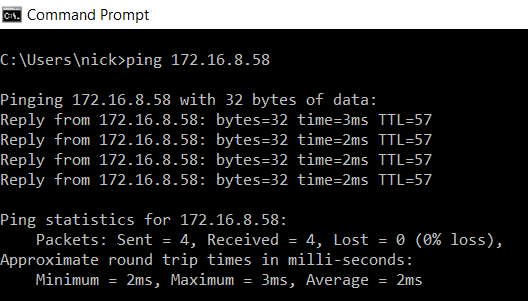 Command Prompt
C:\Users\nick>ping 172.16.8.58
Pinging 172.16.8.58 with 32 bytes of data:
Reply from 172.16.8.58: bytes=32 time=3ms TTL=57
Reply from 172.16.8.58: bytes=32 time=2ms TTL=57
Reply from 172.16.8.58: bytes=32 time=2ms TTL=57
Reply from 172.16.8.58: bytes=32 time=2ms TTL=57
Ping statistics for 172.16.8.58:
    Packets: Sent = 4, Received = 4, Lost = 0 (0% loss),
Approximate round trip times in milli-seconds:
    Minimum = 2ms, Maximum = 3ms, Average = 2ms